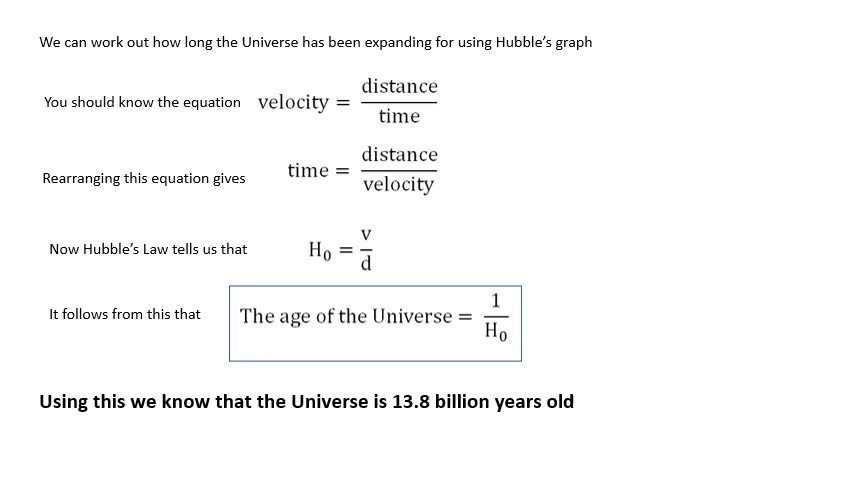 We can work out how long the Universe has been expanding for using Hubble's graph
You should know the equation velocity = distance / time
Rearranging this equation gives time = distance / velocity
Now Hubble's Law tells us that H₀ = v / d
It follows from this that The age of the Universe = 1 / H₀
Using this we know that the Universe is 13.8 billion years old